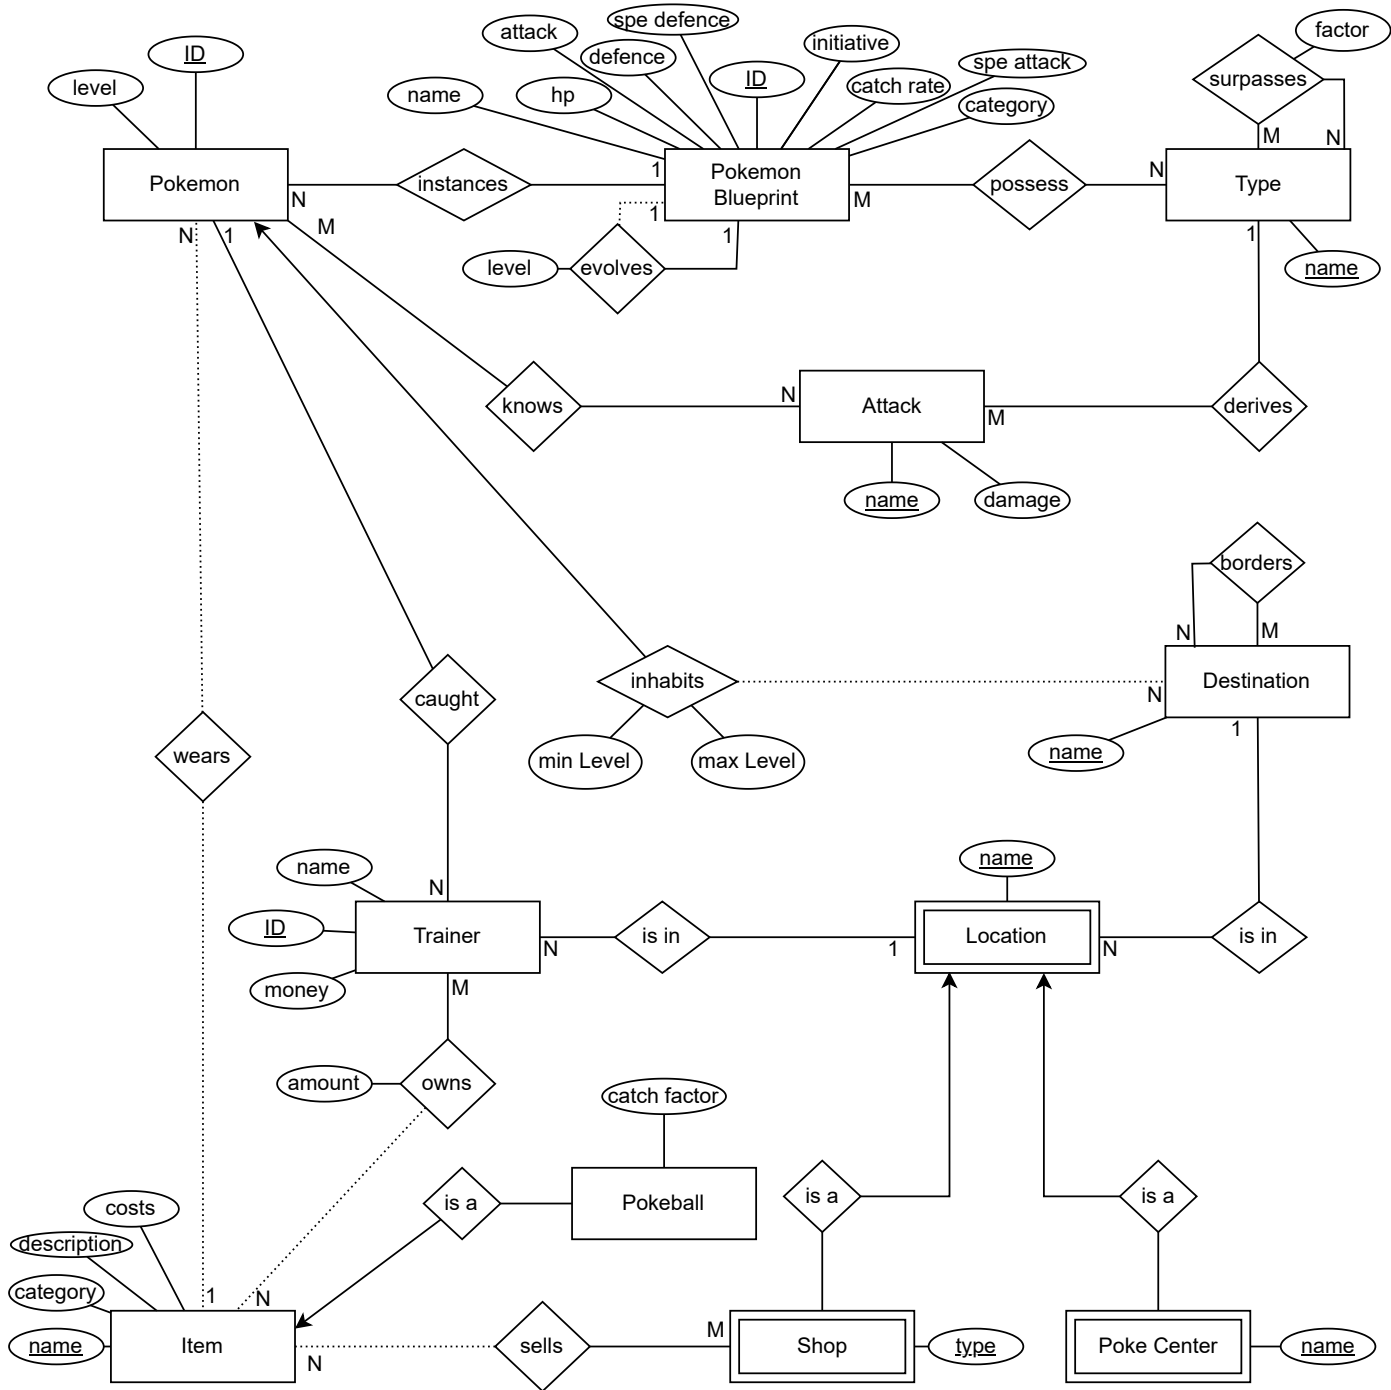 spe defence
attack
factor
initiative
ID
defence
surpasses
spe attack
ID
level
name
hp
catch rate
category
M
N
Pokemon
instances
1
Pokemon
Blueprint
possess
N
Type
N
M
M
1
N
1
1
1
level
evolves
name
N
knows
Attack
M
derives
name
damage
borders
N
M
caught
inhabits
N
Destination
wears
min Level
max Level
name
1
name
N
name
ID
Trainer
N
is in
1
Location
N
is in
money
M
amount
owns
catch factor
is a
Pokeball
is a
is a
costs
description
category
1
N
name
Item
N
sells
M
Shop
type
Poke Center
name